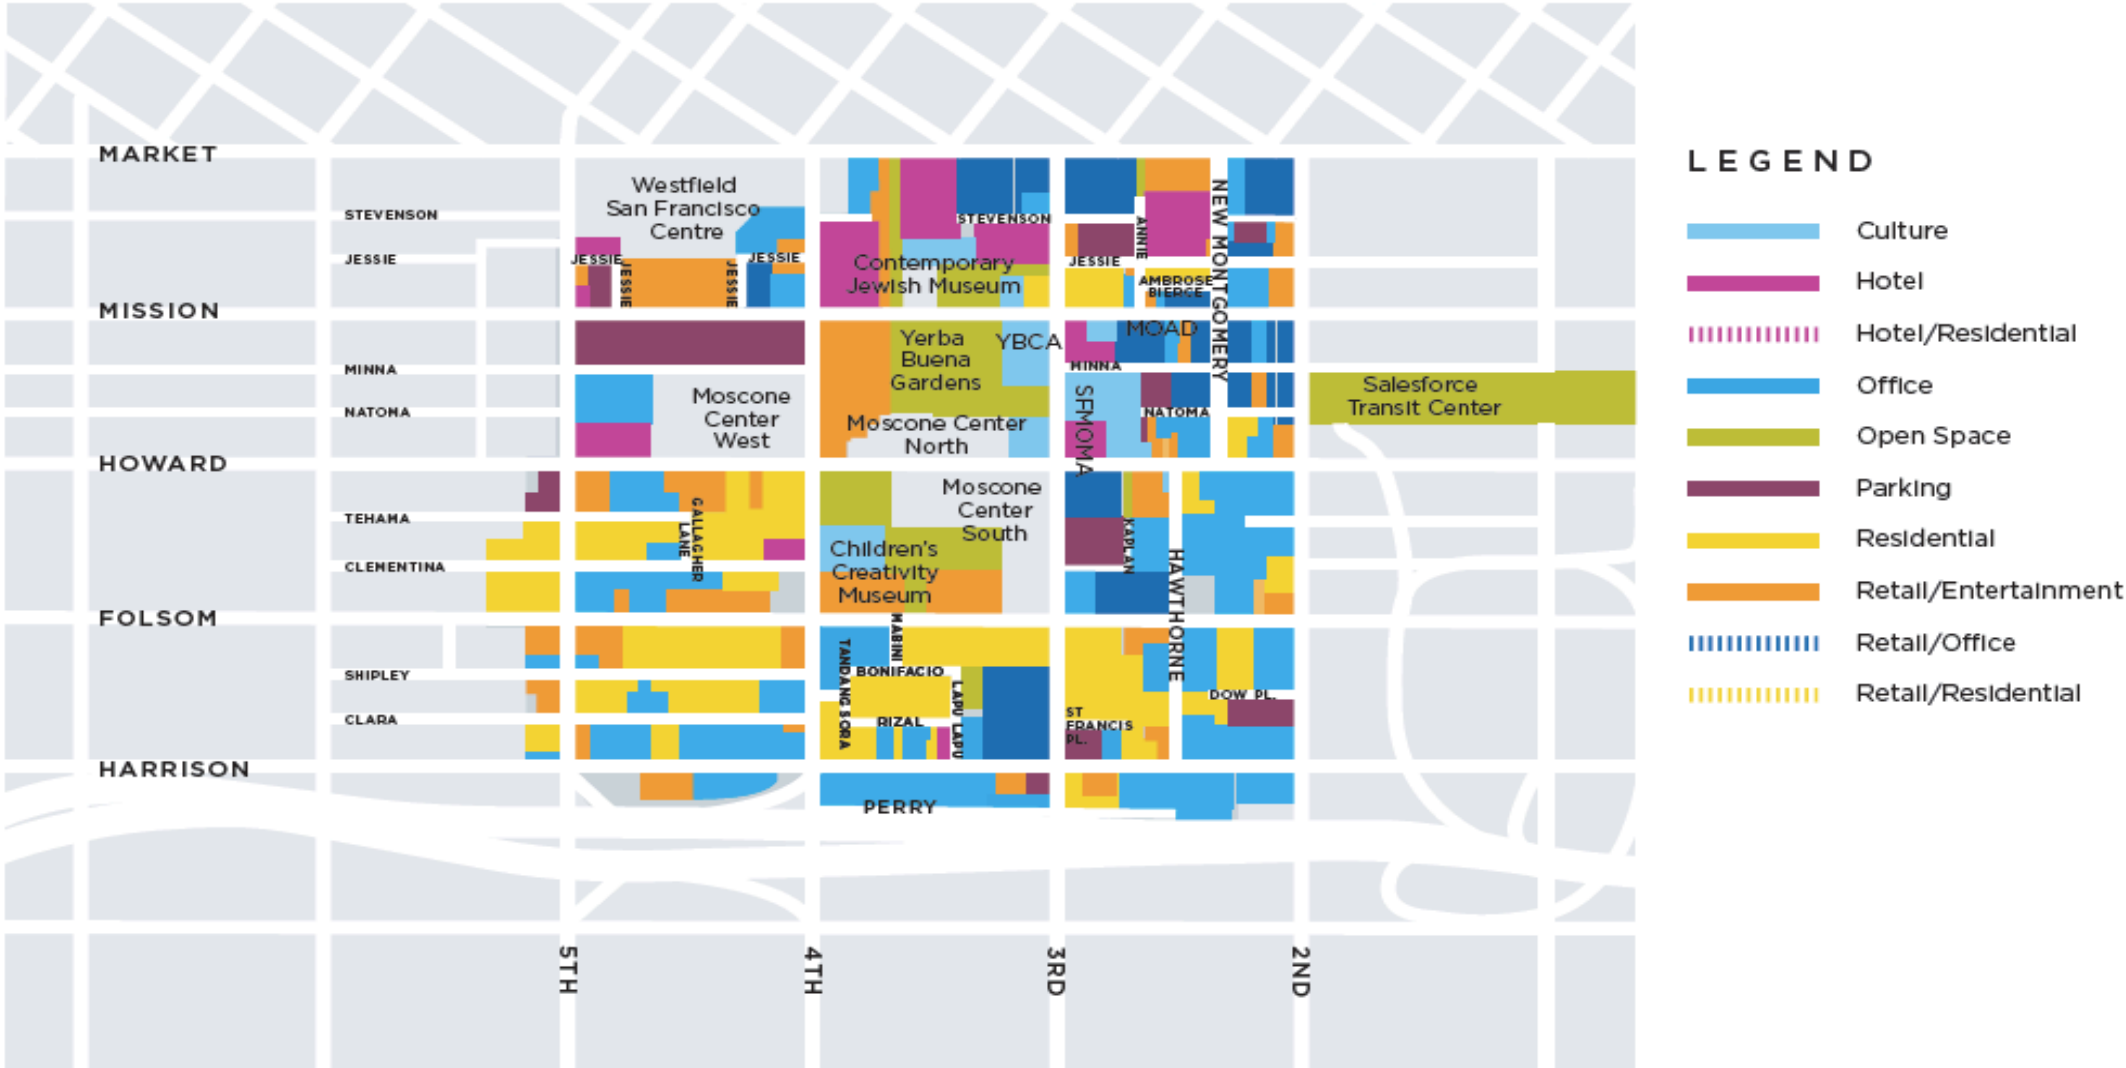 MARKET
STEVENSON
JESSIE
MISSION
MINNA
NATOMA
HOWARD
TEHAMA
CLEMENTINA
FOLSOM
SHIPLEY
CLARA
HARRISON
Westfield
San Francisco
Centre
JESSIE
JESSIE
JESSIE
JESSIE
Moscone
Center
West
GALLAGHER
LANE
STEVENSON
Contemporary
Jewish Museum
Yerba
Buena
Gardens
YBCA
Moscone Center
North
Moscone
Center
South
Children's
Creativity
Museum
MABINI
TANDANG SORA
BONIFACIO
LAPU LAPU
RIZAL
PERRY
ANNIE
JESSIE
AMBROSE
BIERCE
NEW MONTGOMERY
MOAD
MINNA
SFMOMA
NATOMA
KAPLAN
HAWTHORNE
DOW PL.
ST
FRANCIS
PL.
Salesforce
Transit Center
5TH
4TH
3RD
2ND
LEGEND
Culture
Hotel
Hotel/Residential
Office
Open Space
Parking
Residential
Retail/Entertainment
Retail/Office
Retail/Residential